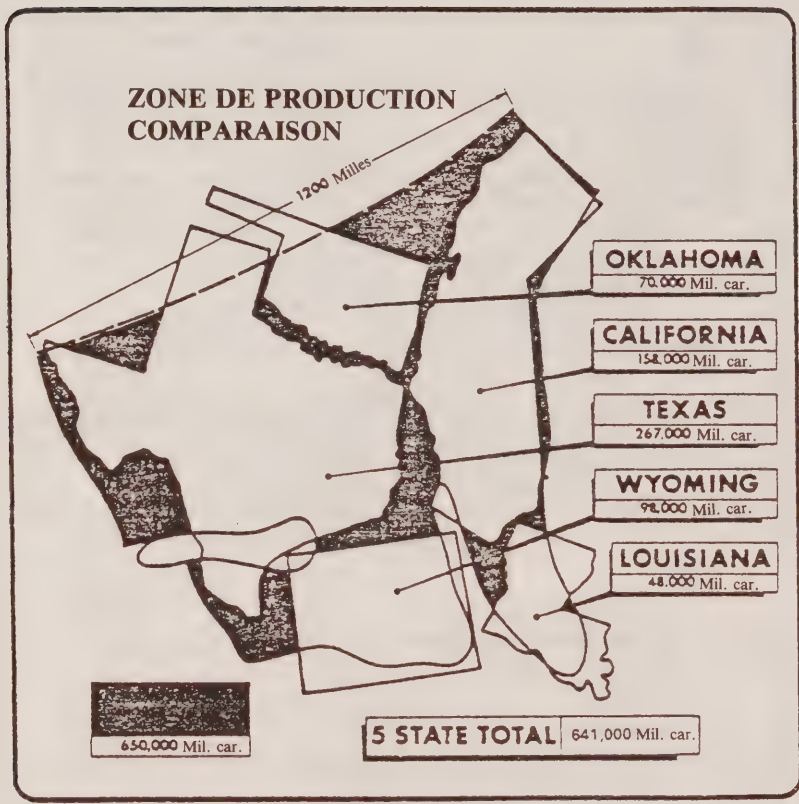 ZONE DE PRODUCTION
COMPARAISON
1200 Milles
OKLAHOMA
70.000 Mil. car.
CALIFORNIA
158,000 Mil. car.
TEXAS
267,000 Mil. car.
WYOMING
98,000 Mil. car.
LOUISIANA
48.000 Mil. car.
650,000 Mil. car.
5 STATE TOTAL 641,000 Mil. car.